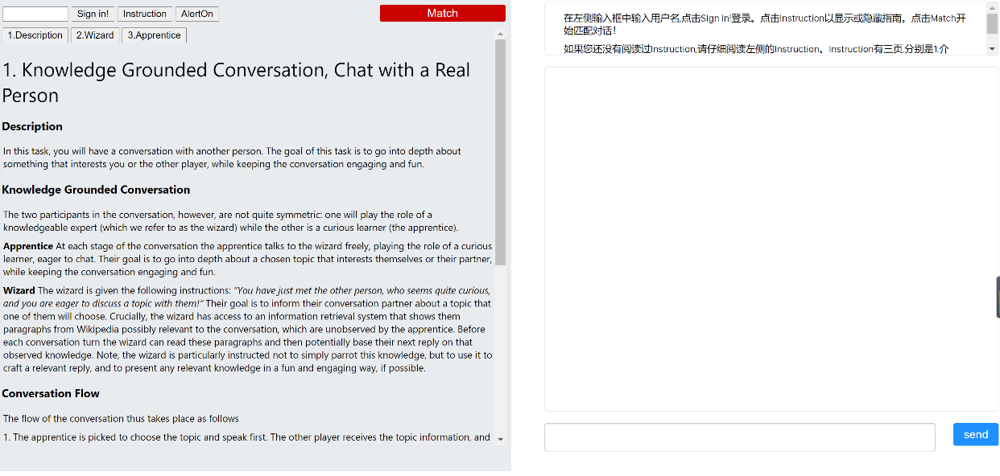 Sign in! Instruction AlertOn Match
1.Description 2.Wizard 3.Apprentice
1. Knowledge Grounded Conversation, Chat with a Real
Person
Description
In this task, you will have a conversation with another person. The goal of this task is to go into depth about
something that interests you or the other player, while keeping the conversation engaging and fun.
Knowledge Grounded Conversation
The two participants in the conversation, however, are not quite symmetric: one will play the role of a
knowledgeable expert (which we refer to as the wizard) while the other is a curious learner (the apprentice).
Apprentice At each stage of the conversation the apprentice talks to the wizard freely, playing the role of a curious
learner, eager to chat. Their goal is to go into depth about a chosen topic that interests themselves or their partner,
while keeping the conversation engaging and fun.
Wizard The wizard is given the following instructions: “You have just met the other person, who seems quite curious,
and you are eager to discuss a topic with them!” Their goal is to inform their conversation partner about a topic that
one of them will choose. Crucially, the wizard has access to an information retrieval system that shows them
paragraphs from Wikipedia possibly relevant to the conversation, which are unobserved by the apprentice. Before
each conversation turn the wizard can read these paragraphs and then potentially base their next reply on that
observed knowledge. Note, the wizard is particularly instructed not to simply parrot this knowledge, but to use it to
craft a relevant reply, and to present any relevant knowledge in a fun and engaging way, if possible.
Conversation Flow
The flow of the conversation thus takes place as follows
1. The apprentice is picked to choose the topic and speak first. The other player receives the topic information, and
在左侧输入框中输入用户名,点击Sign in!登录。点击Instruction以显示或隐藏指南。点击Match开
始匹配对话!
如果您还没有阅读过Instruction,请仔细阅读左侧的Instruction。Instruction有三页,分别是1.介
send